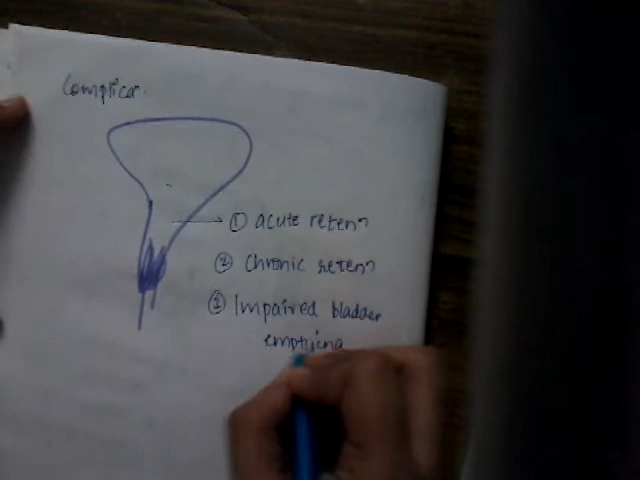 Complica.
① acute reten?
② Chronic reten?
③ Impaired bladder
emptying